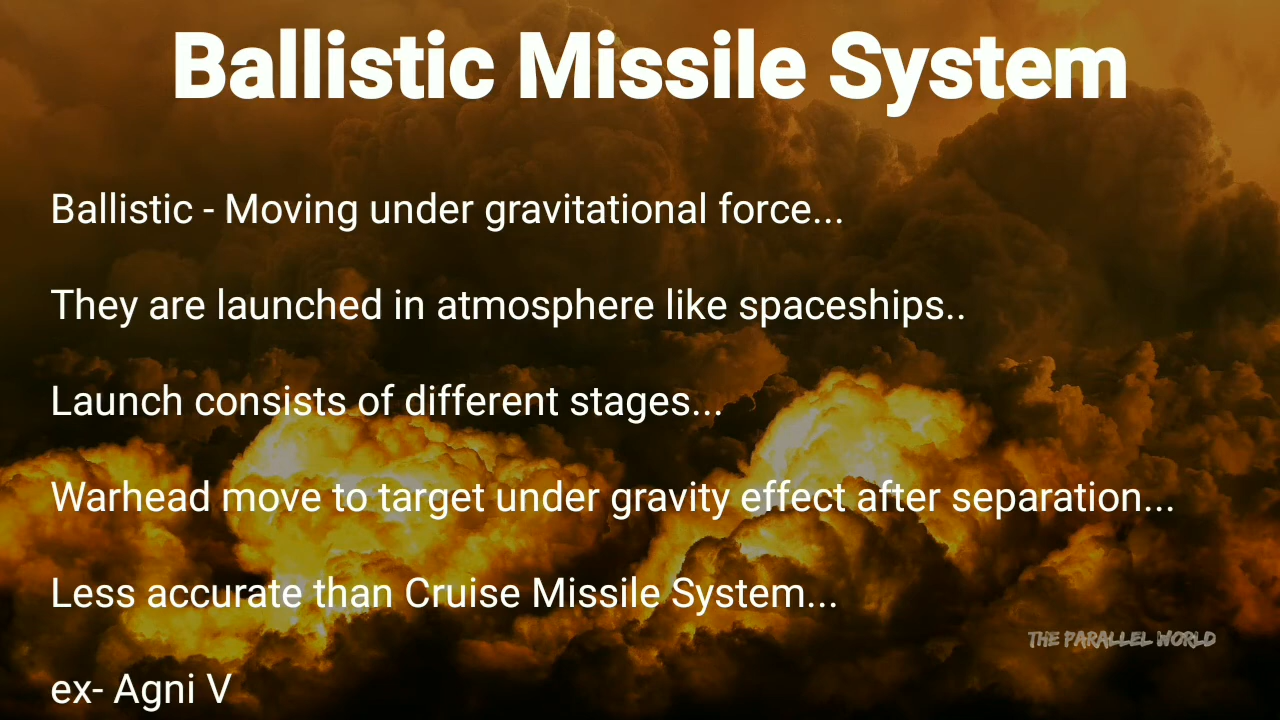 Ballistic Missile System
Ballistic - Moving under gravitational force...
They are launched in atmosphere like spaceships..
Launch consists of different stages...
Warhead move to target under gravity effect after separation...
Less accurate than Cruise Missile System...
THE PARALLEL WORLD
ex- Agni V